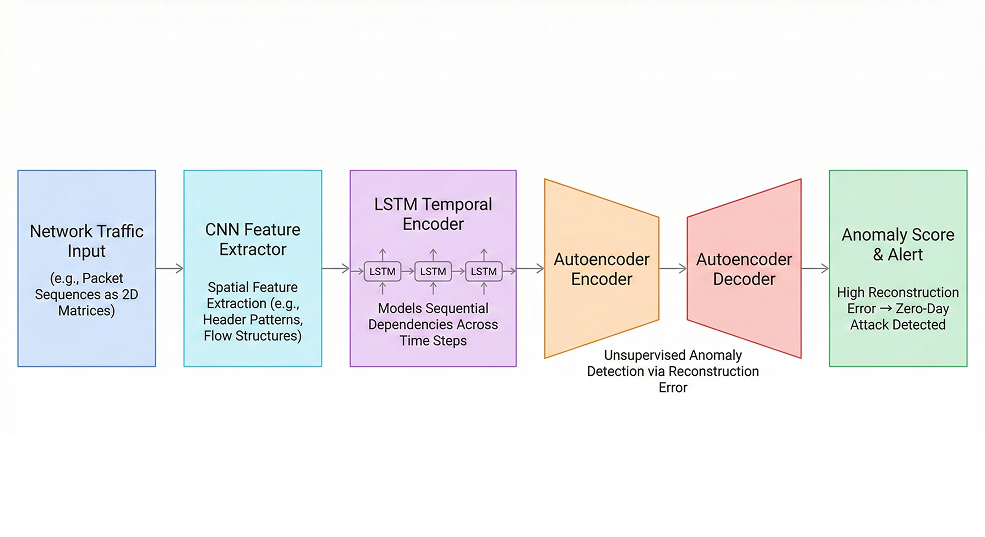 Network Traffic
Input
(e.g., Packet
Sequences as 2D
Matrices)
CNN Feature
Extractor
Spatial Feature
Extraction (e.g.,
Header Patterns,
Flow Structures)
LSTM Temporal
Encoder
LSTM
LSTM
LSTM
Models Sequential
Dependencies Across
Time Steps
Autoencoder
Encoder
Autoencoder
Decoder
Unsupervised Anomaly
Detection via Reconstruction
Error
Anomaly Score
& Alert
High Reconstruction
Error → Zero-Day
Attack Detected